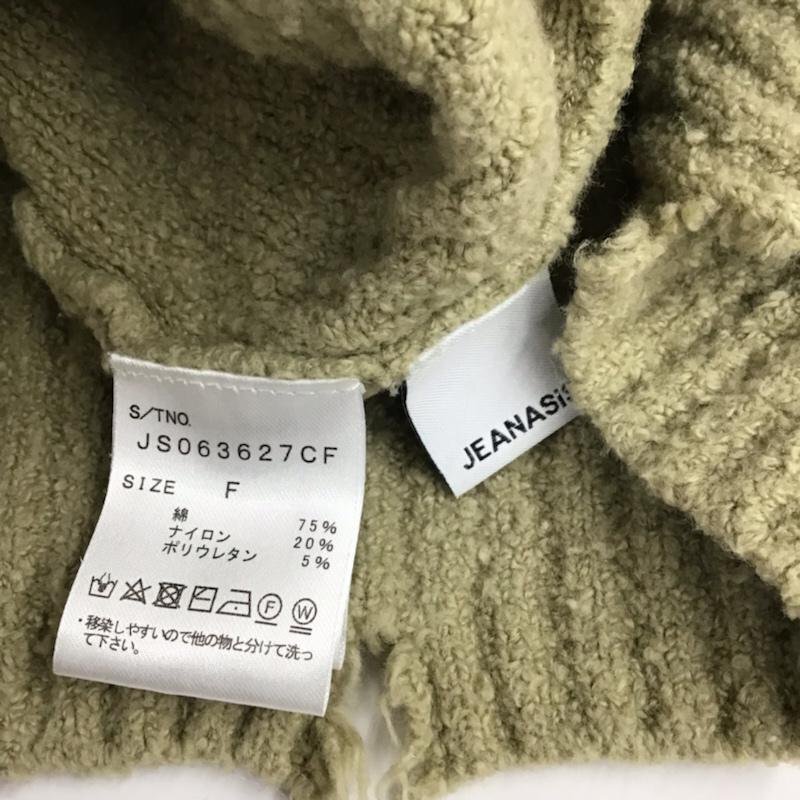 S/TNO.
JS063627CF
SIZE F
綿 75%
ナイロン 20%
ポリウレタン 5%
F W
・移染しやすいので他の物と分けて洗っ
て下さい。
JEANASiS